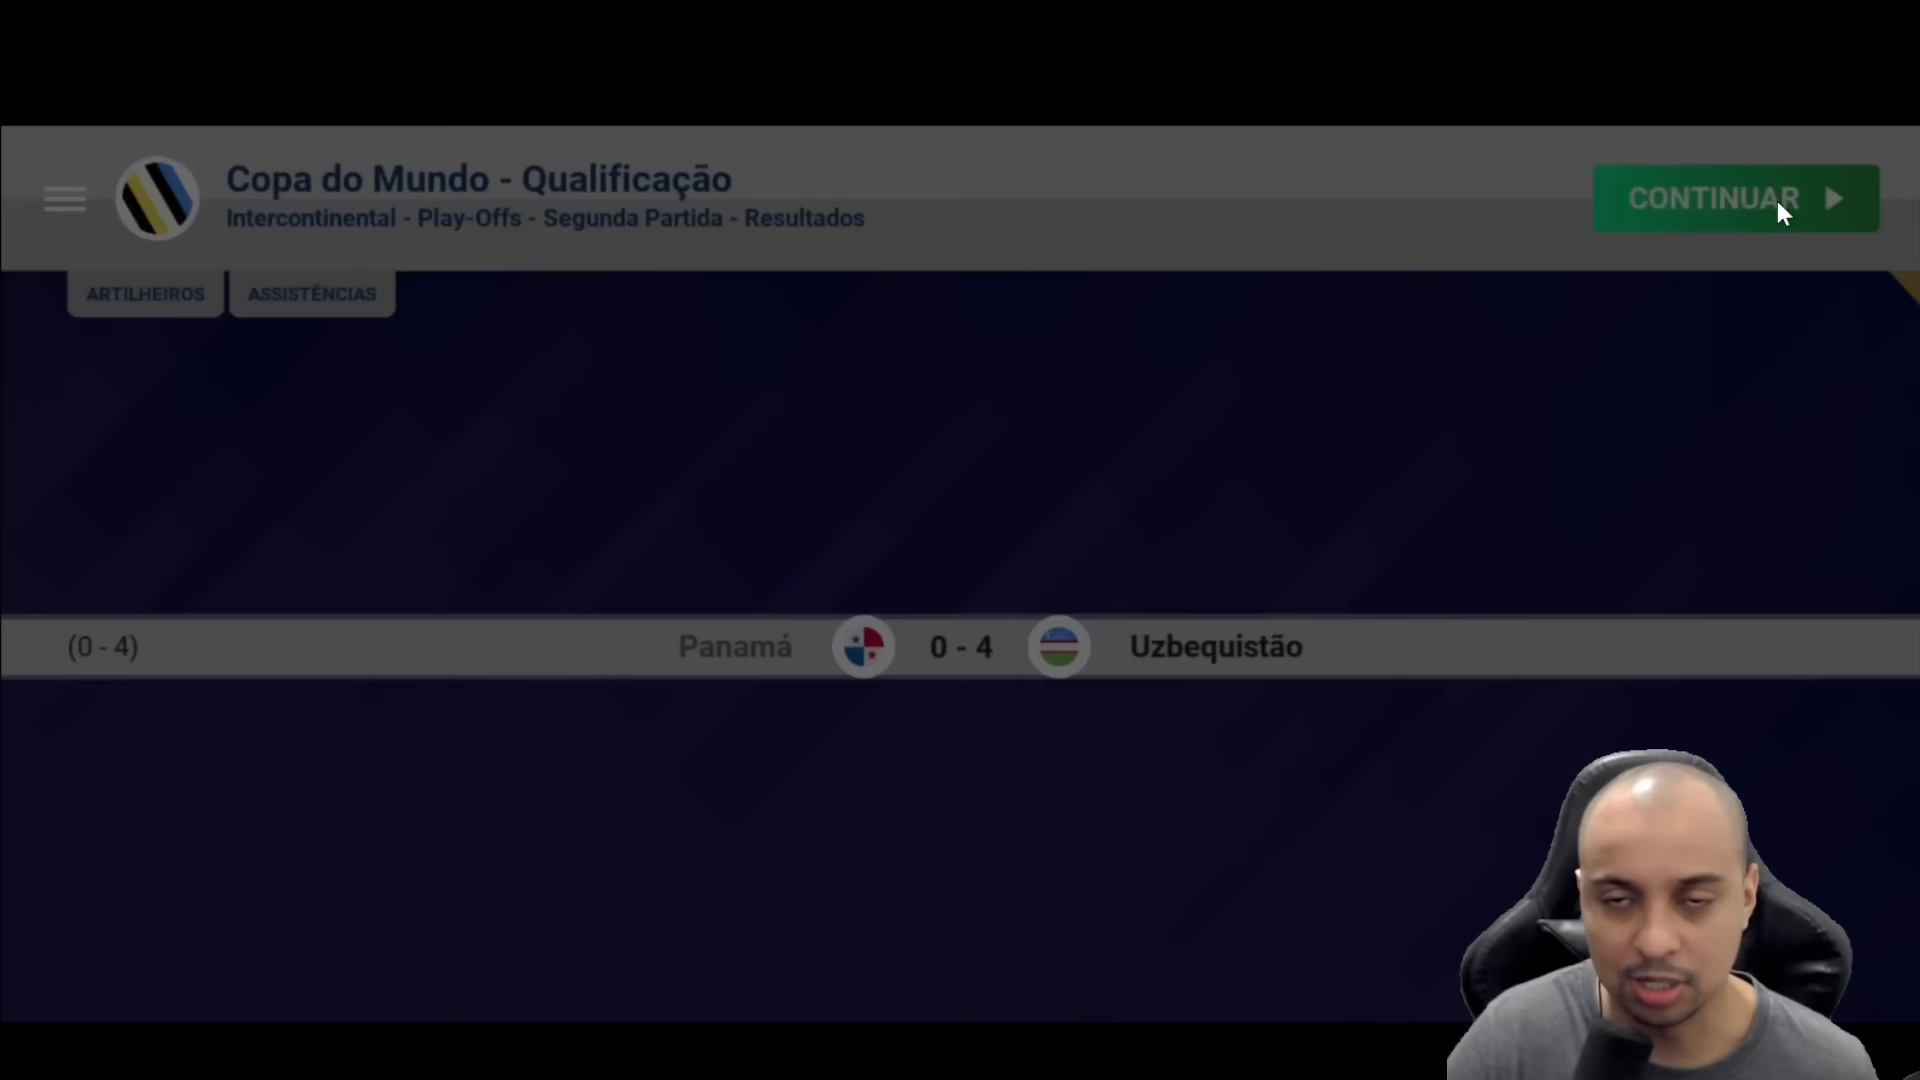 Copa do Mundo - Qualificação
Intercontinental - Play-Offs - Segunda Partida - Resultados
CONTINUAR
ARTILHEIROS ASSISTÊNCIAS
(0 - 4) Panamá 0 - 4 Uzbequistão